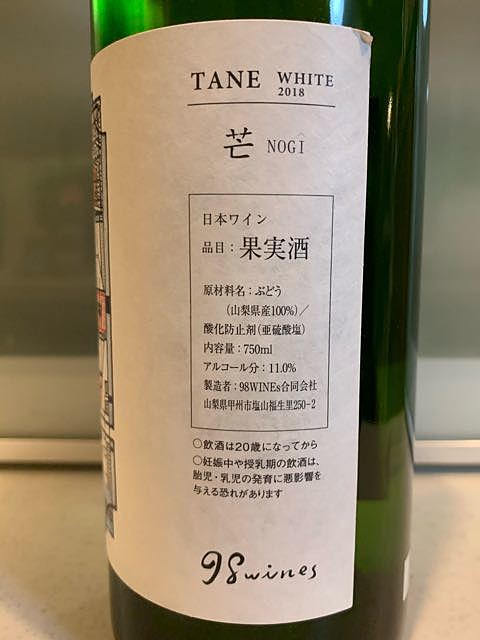 TANE WHITE
2018
芒 NOGI
日本ワイン
品目：果実酒
原材料名：ぶどう
（山梨県産100%）／
酸化防止剤（亜硫酸塩）
内容量：750ml
アルコール分：11.0%
製造者：98WINEs合同会社
山梨県甲州市塩山福生里250-2
○飲酒は20歳になってから
○妊娠中や授乳期の飲酒は、
胎児・乳児の発育に悪影響を
与える恐れがあります
98wines